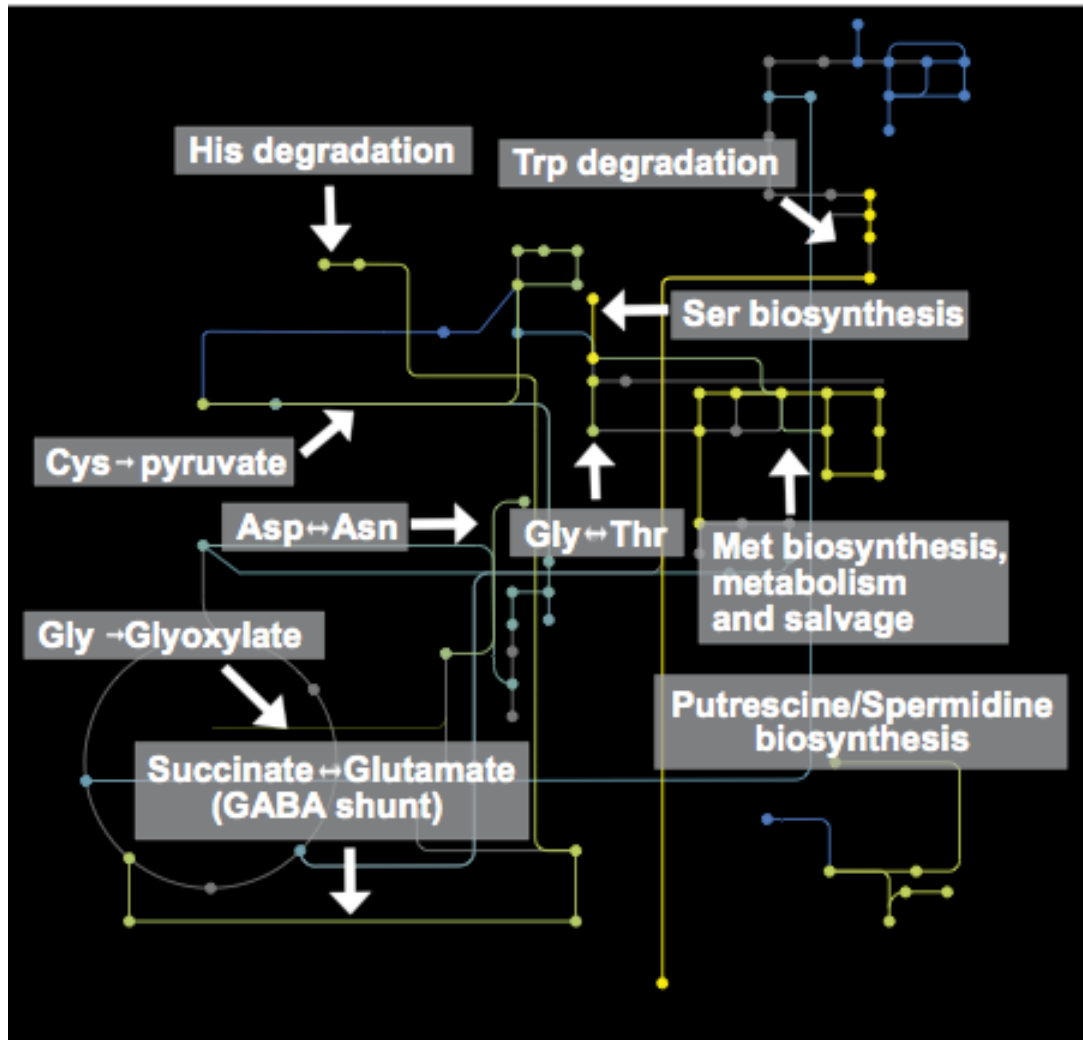 His degradation
Trp degradation
Ser biosynthesis
Cys→pyruvate
Asp↔Asn
Gly↔Thr
Met biosynthesis,
metabolism
and salvage
Gly →Glyoxylate
Putrescine/Spermidine
biosynthesis
Succinate↔Glutamate
(GABA shunt)